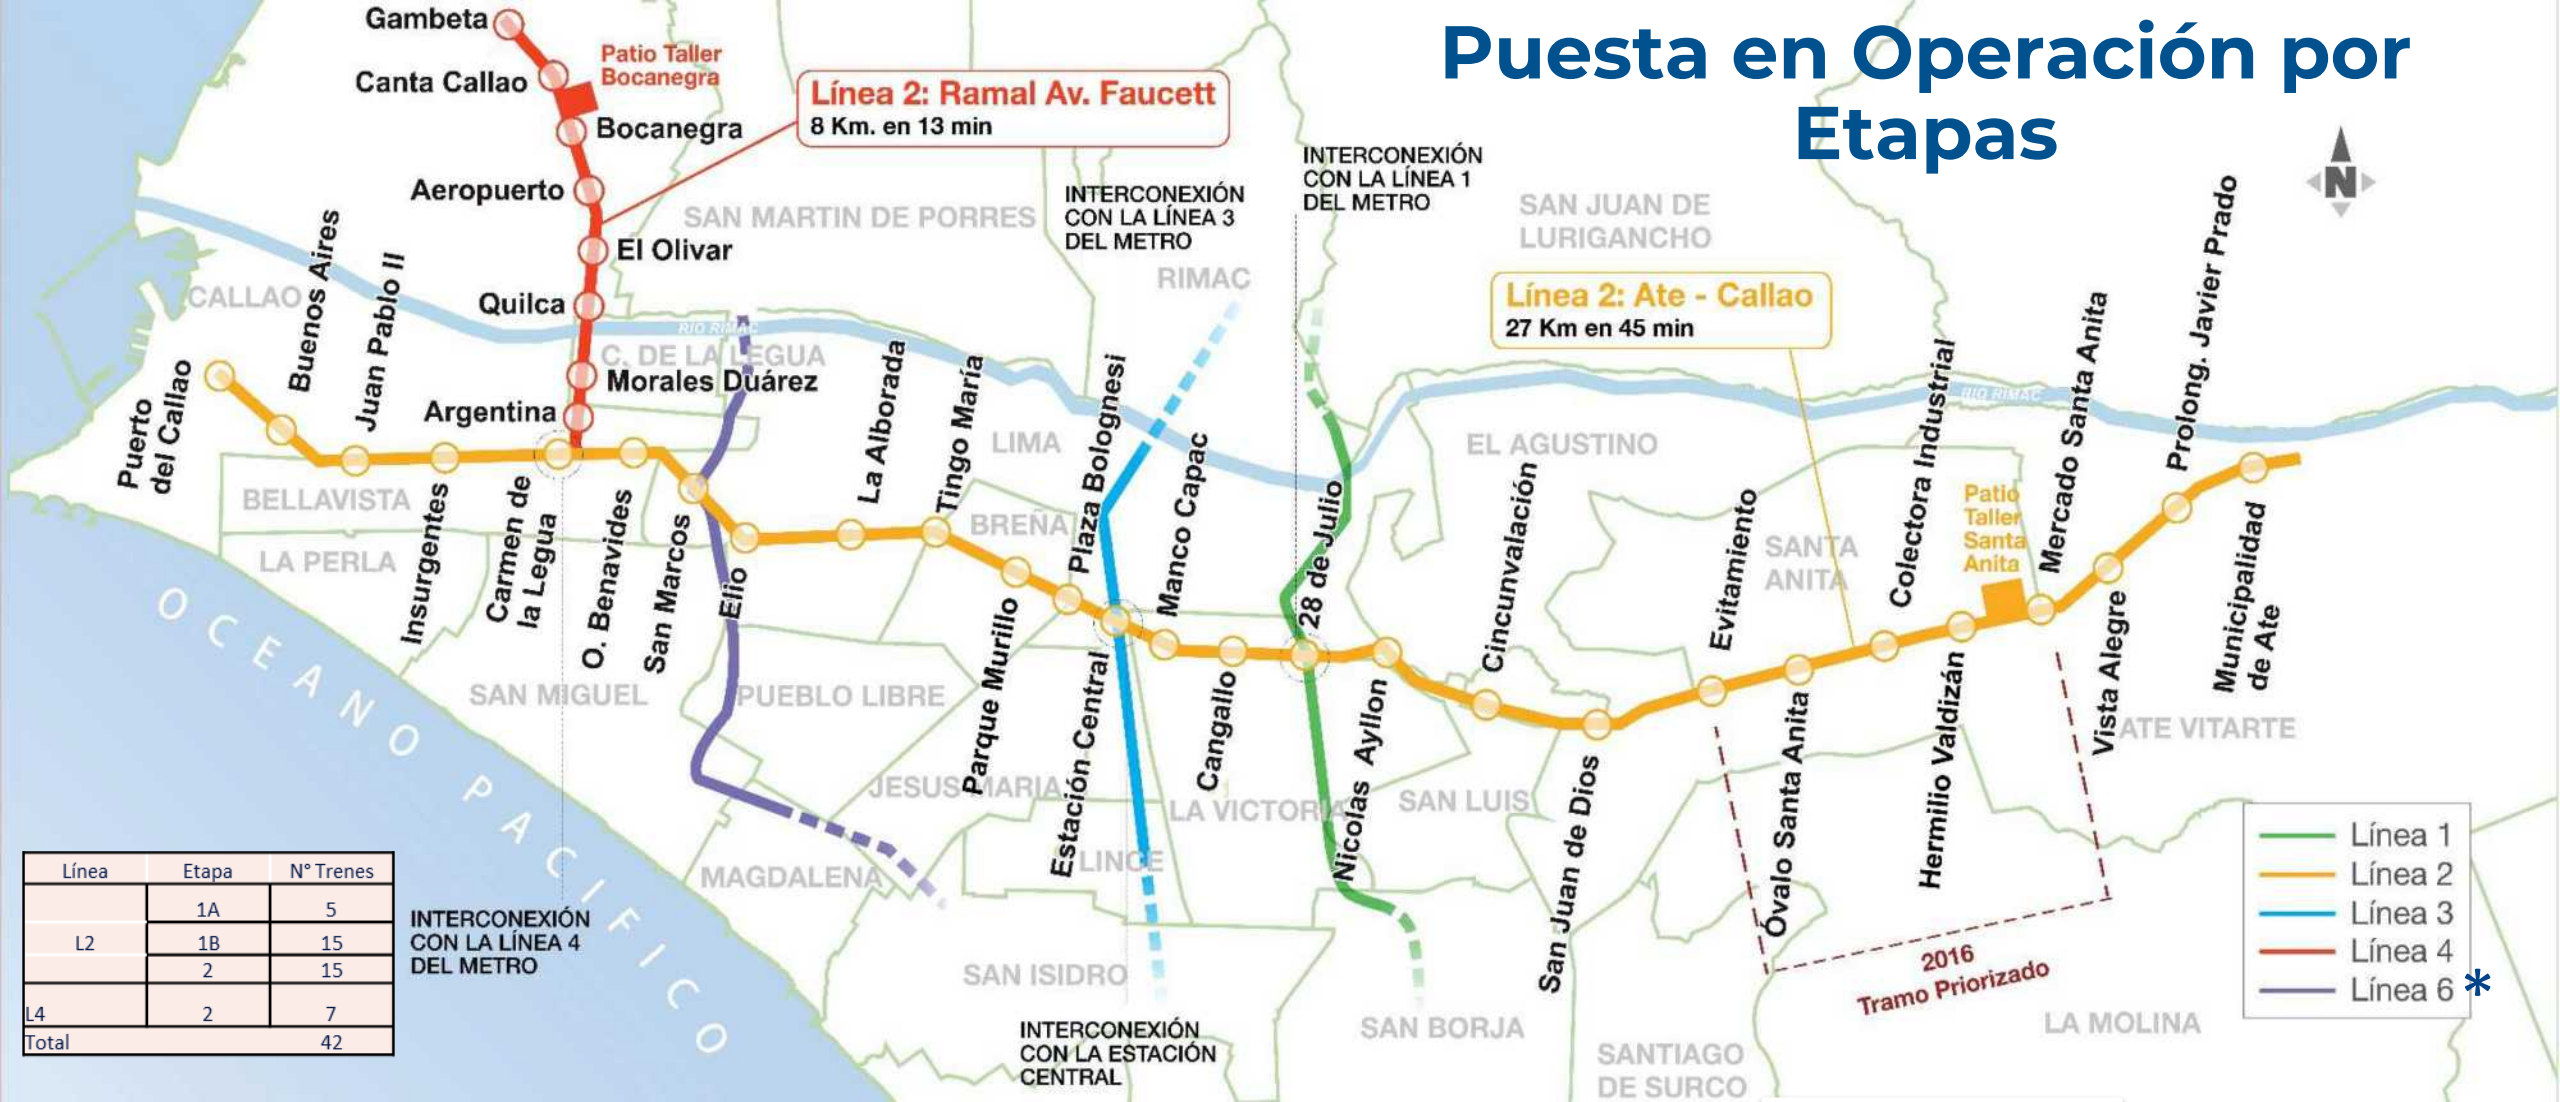 Puesta en Operación por
Etapas
Gambeta
Canta Callao
Patio Taller
Bocanegra
Bocanegra
Aeropuerto
El Olivar
Quilca
Morales Duárez
Argentina
Línea 2: Ramal Av. Faucett
8 Km. en 13 min
INTERCONEXIÓN
CON LA LÍNEA 3
DEL METRO
INTERCONEXIÓN
CON LA LÍNEA 1
DEL METRO
Línea 2: Ate - Callao
27 Km en 45 min
N
SAN MARTIN DE PORRES
RIMAC
SAN JUAN DE
LURIGANCHO
CALLAO
RIO RIMAC
C. DE LA LEGUA
LIMA
EL AGUSTINO
RIO RIMAC
BELLAVISTA
LA PERLA
BREÑA
SANTA
ANITA
SAN MIGUEL
PUEBLO LIBRE
JESUS MARIA
LA VICTORIA
SAN LUIS
ATE VITARTE
MAGDALENA
LINCE
SAN ISIDRO
SAN BORJA
SANTIAGO
DE SURCO
LA MOLINA
OCEANO PACIFICO
Puerto
del Callao
Buenos Aires
Juan Pablo II
Insurgentes
Carmen de
la Legua
O. Benavides
San Marcos
Elio
La Alborada
Tingo María
Parque Murillo
Plaza Bolognesi
Estación Central
Manco Capac
Cangallo
28 de Julio
Nicolas Ayllon
Cincunvalación
San Juan de Dios
Evitamiento
Óvalo Santa Anita
Colectora Industrial
Hermilio Valdizán
Patio
Taller
Santa
Anita
Mercado Santa Anita
Vista Alegre
Prolong. Javier Prado
Municipalidad
de Ate
2016
Tramo Priorizado
INTERCONEXIÓN
CON LA LÍNEA 4
DEL METRO
INTERCONEXIÓN
CON LA ESTACIÓN
CENTRAL
Línea Etapa N° Trenes
1A 5
L2 1B 15
2 15
L4 2 7
Total 42
Línea 1
Línea 2
Línea 3
Línea 4
Línea 6 *